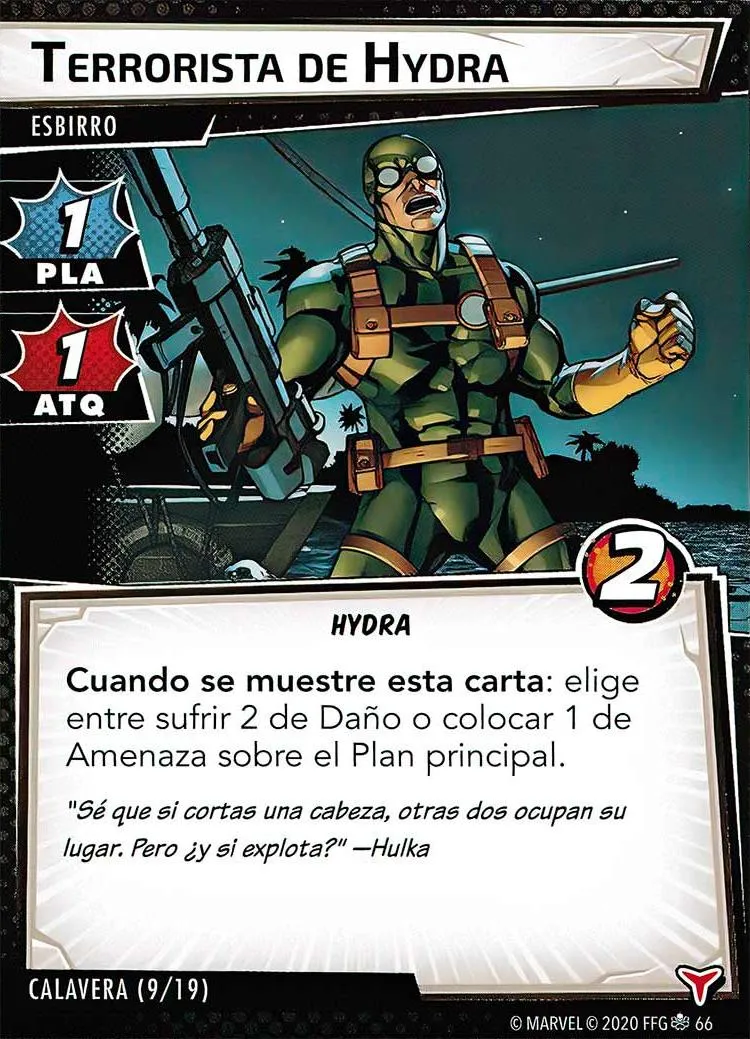 TERRORISTA DE HYDRA
ESBIRRO
1
PLA
1
ATQ
2
HYDRA
Cuando se muestre esta carta: elige
entre sufrir 2 de Daño o colocar 1 de
Amenaza sobre el Plan principal.
"Sé que si cortas una cabeza, otras dos ocupan su
lugar. Pero ¿y si explota?" —Hulka
CALAVERA (9/19)
© MARVEL © 2020 FFG 66